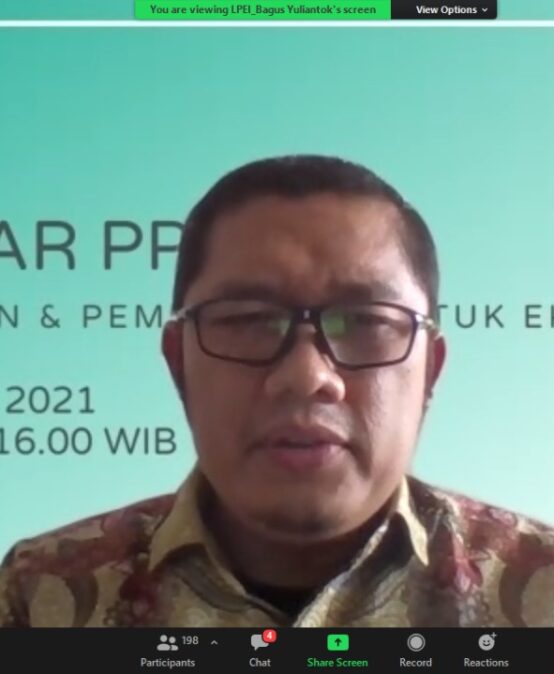 You are viewing LPEI_Bagus Yuliantok's screen
View Options
AR PP
N & PEM TUK E
2021
16.00 WIB
198
4
Participants
Chat
Share Screen
Record
Reactions